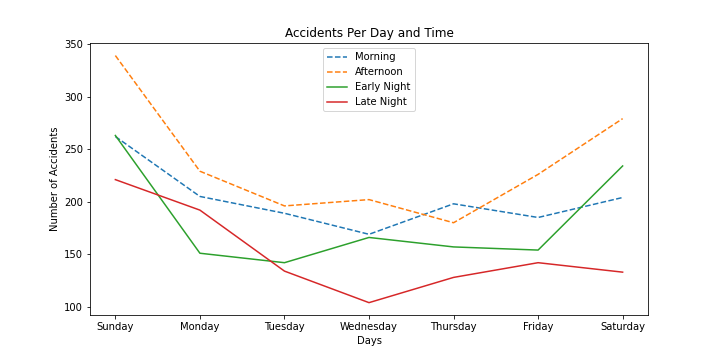 Accidents Per Day and Time
Morning
Afternoon
Early Night
Late Night
Number of Accidents
350
300
250
200
150
100
Sunday Monday Tuesday Wednesday Thursday Friday Saturday
Days